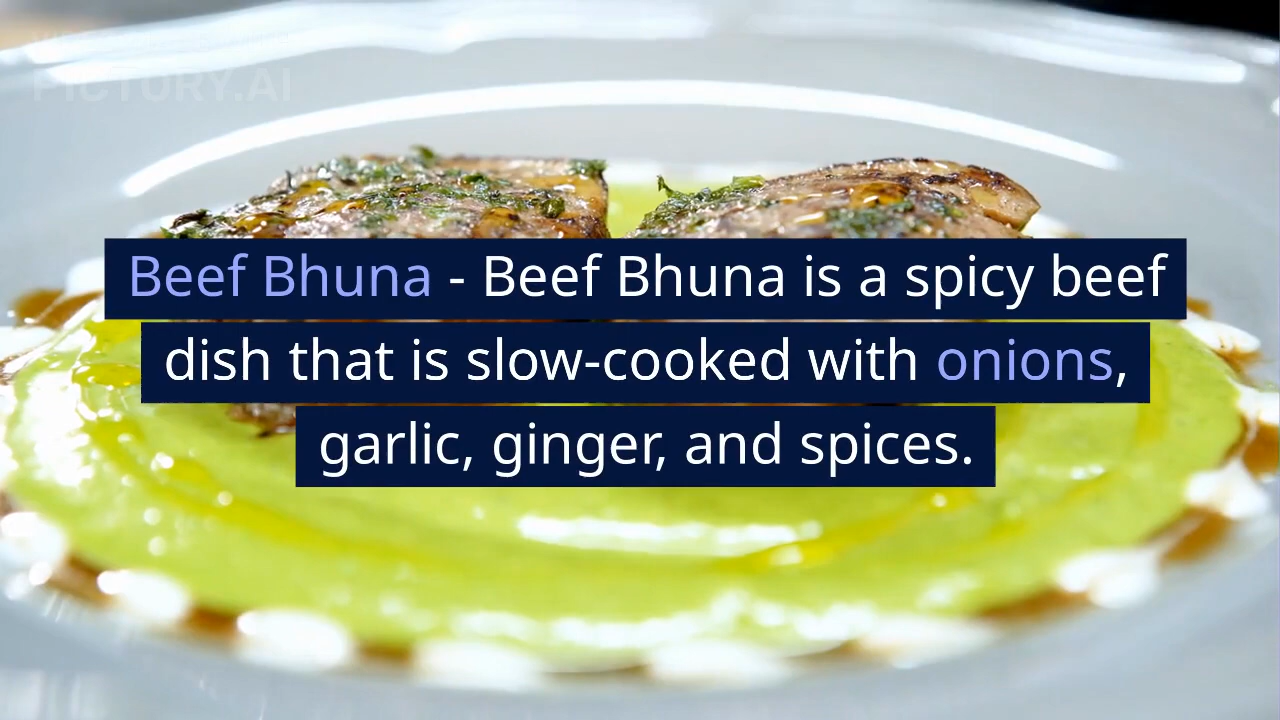 PICTORY.AI
Beef Bhuna - Beef Bhuna is a spicy beef
dish that is slow-cooked with onions,
garlic, ginger, and spices.